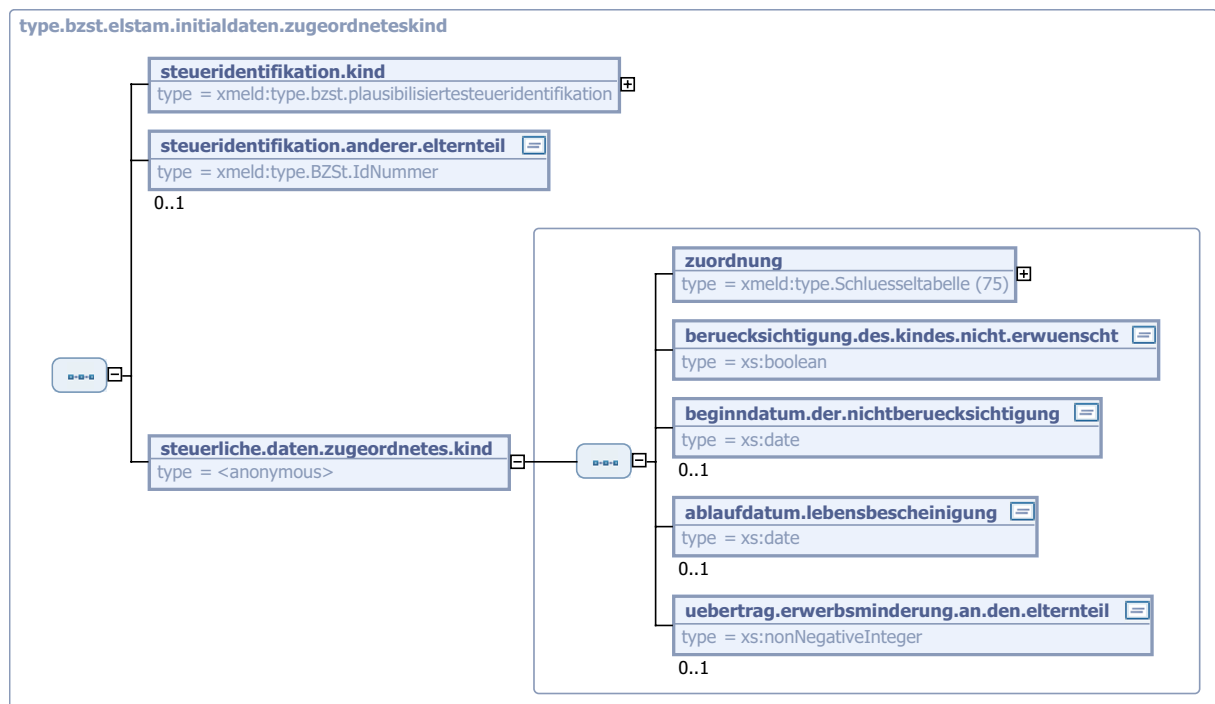 type.bzst.elstam.initialdaten.zugeordneteskind
steueridentifikation.kind
type = xmeld:type.bzst.plausibilisiertesteueridentifikation
steueridentifikation.anderer.elternteil
type = xmeld:type.BZSt.IdNummer
0..1
steuerliche.daten.zugeordnetes.kind
type = <anonymous>
zuordnung
type = xmeld:type.Schluesseltabelle (75)
beruecksichtigung.des.kindes.nicht.erwuenscht
type = xs:boolean
beginndatum.der.nichtberuecksichtigung
type = xs:date
0..1
ablaufdatum.lebensbescheinigung
type = xs:date
0..1
uebertrag.erwerbsminderung.an.den.elternteil
type = xs:nonNegativeInteger
0..1